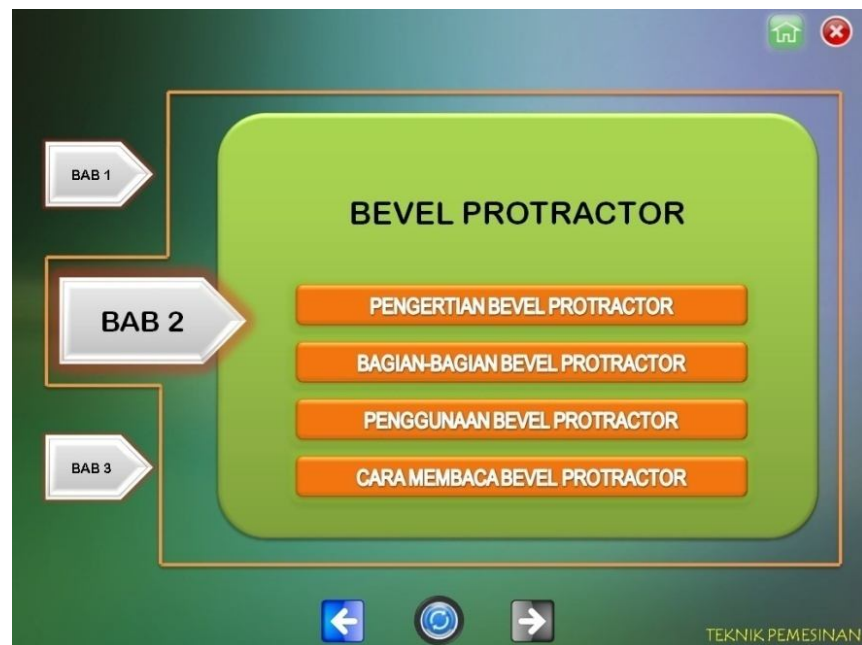 BAB 1
BEVEL PROTRACTOR
BAB 2
PENGERTIAN BEVEL PROTRACTOR
BAGIAN-BAGIAN BEVEL PROTRACTOR
PENGGUNAAN BEVEL PROTRACTOR
BAB 3
CARA MEMBACA BEVEL PROTRACTOR
TEKNIK PEMESINAN